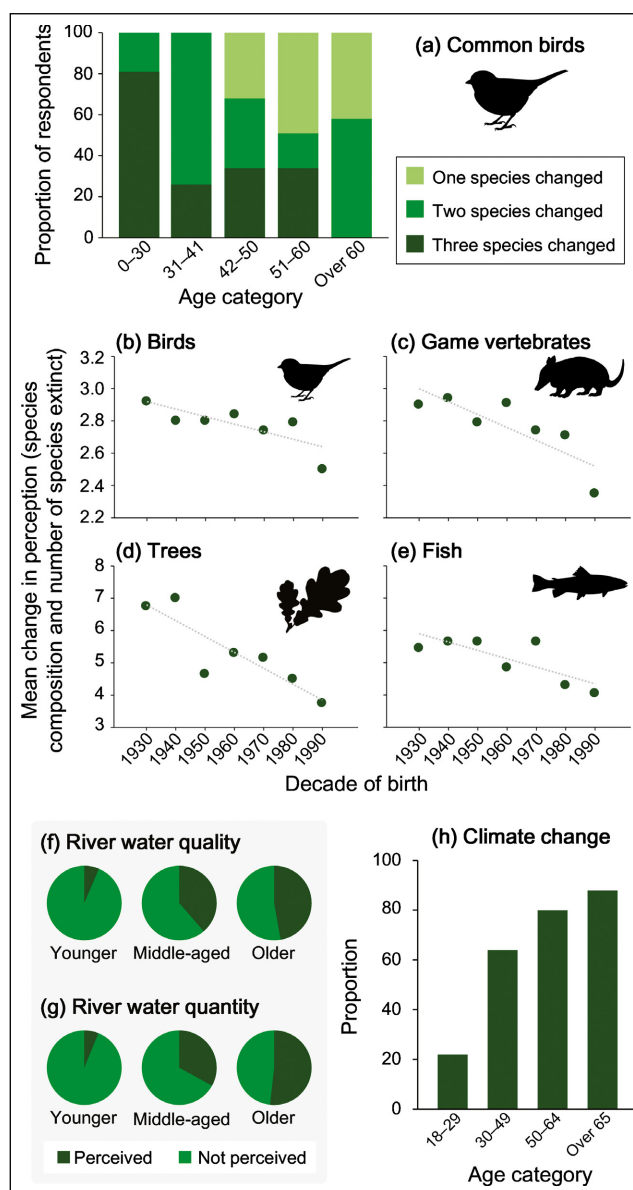 (a) Common birds
Proportion of respondents
100
80
60
40
20
0
0–30
31–41
42–50
51–60
Over 60
Age category
One species changed
Two species changed
Three species changed
Mean change in perception (species
composition and number of species extinct)
(b) Birds
3.2
3.0
2.8
2.6
2.4
2.2
(c) Game vertebrates
(d) Trees
8
7
6
5
4
3
1930
1940
1950
1960
1970
1980
1990
(e) Fish
1930
1940
1950
1960
1970
1980
1990
Decade of birth
(f) River water quality
Younger
Middle-aged
Older
(g) River water quantity
Younger
Middle-aged
Older
Perceived
Not perceived
(h) Climate change
Proportion
100
80
60
40
20
0
18–29
30–49
50–64
Over 65
Age category